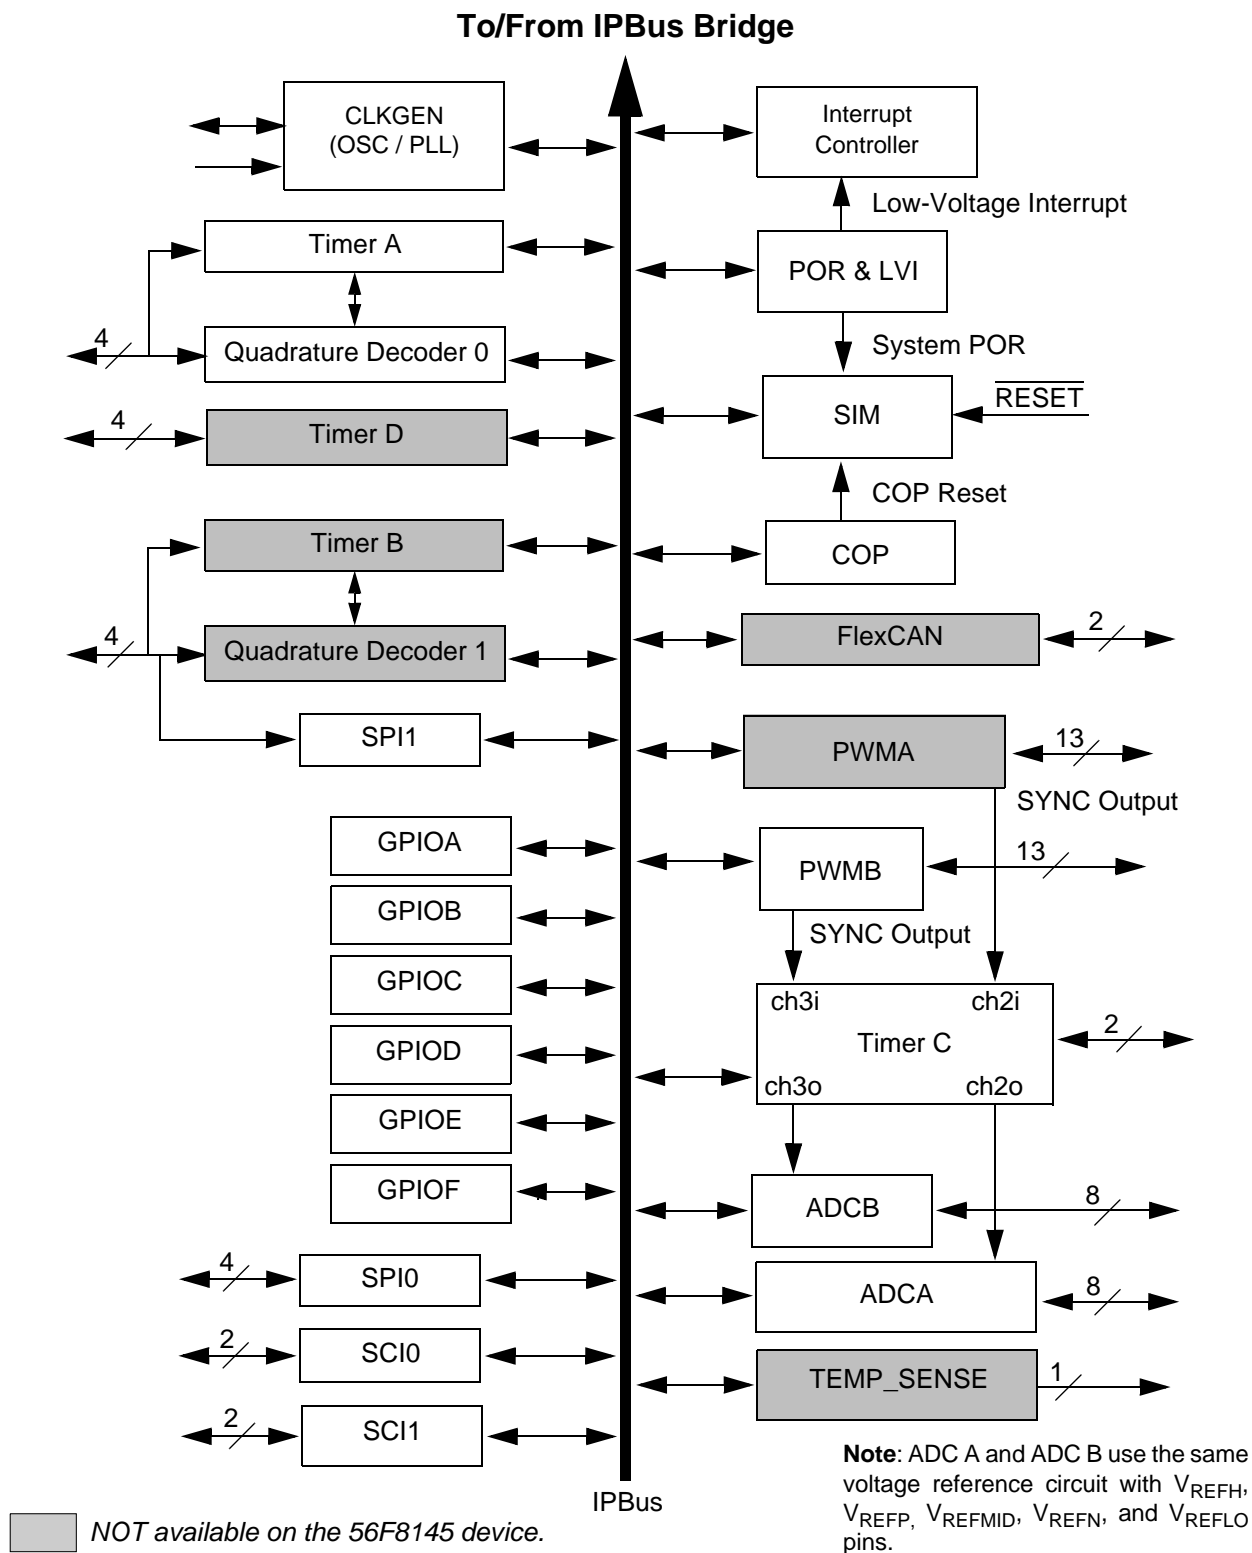 To/From IPBus Bridge
CLKGEN
(OSC / PLL)
Interrupt
Controller
Low-Voltage Interrupt
Timer A
POR & LVI
4
Quadrature Decoder 0
System POR
RESET
SIM
4
Timer D
COP Reset
Timer B
COP
4
Quadrature Decoder 1
FlexCAN
2
SPI1
PWMA
13
SYNC Output
GPIOA
PWMB
13
GPIOB
SYNC Output
GPIOC
ch3i
ch2i
Timer C
2
GPIOD
ch3o
ch2o
GPIOE
GPIOF
ADCB
8
4
SPI0
ADCA
8
2
SCI0
TEMP_SENSE
1
2
SCI1
IPBus
Note: ADC A and ADC B use the same
voltage reference circuit with VREFH,
VREFP, VREFMID, VREFN, and VREFLO
pins.
NOT available on the 56F8145 device.